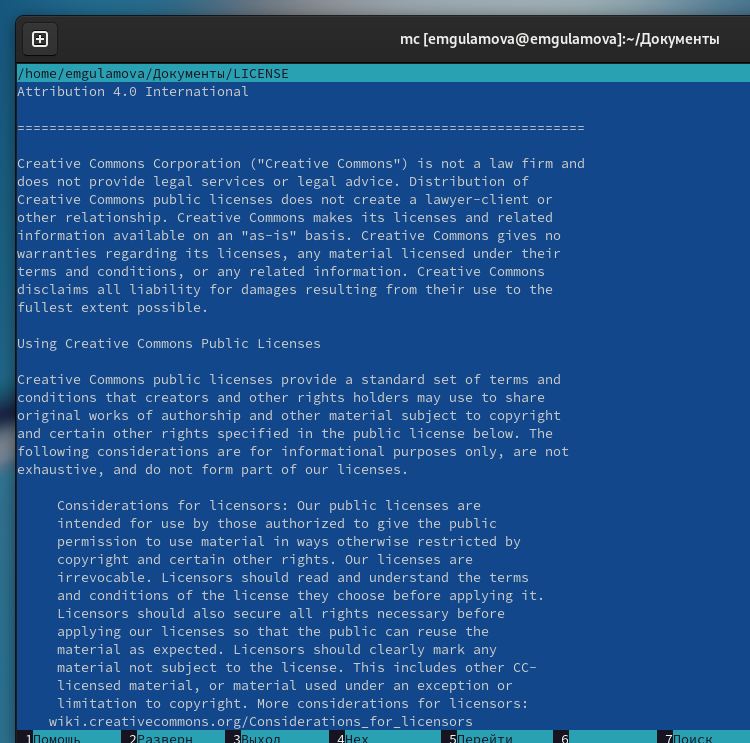 mc [emgulamova@emgulamova]:~/Документы
/home/emgulamova/Документы/LICENSE
Attribution 4.0 International
=======================================================================
Creative Commons Corporation ("Creative Commons") is not a law firm and
does not provide legal services or legal advice. Distribution of
Creative Commons public licenses does not create a lawyer-client or
other relationship. Creative Commons makes its licenses and related
information available on an "as-is" basis. Creative Commons gives no
warranties regarding its licenses, any material licensed under their
terms and conditions, or any related information. Creative Commons
disclaims all liability for damages resulting from their use to the
fullest extent possible.
Using Creative Commons Public Licenses
Creative Commons public licenses provide a standard set of terms and
conditions that creators and other rights holders may use to share
original works of authorship and other material subject to copyright
and certain other rights specified in the public license below. The
following considerations are for informational purposes only, are not
exhaustive, and do not form part of our licenses.
Considerations for licensors: Our public licenses are
intended for use by those authorized to give the public
permission to use material in ways otherwise restricted by
copyright and certain other rights. Our licenses are
irrevocable. Licensors should read and understand the terms
and conditions of the license they choose before applying it.
Licensors should also secure all rights necessary before
applying our licenses so that the public can reuse the
material as expected. Licensors should clearly mark any
material not subject to the license. This includes other CC-
licensed material, or material used under an exception or
limitation to copyright. More considerations for licensors:
wiki.creativecommons.org/Considerations_for_licensors
1Помощь 2Разверн 3Выход 4Hex 5Перейти 6 7Поиск